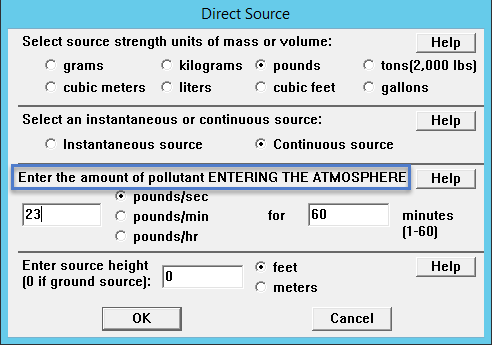 Direct Source
Select source strength units of mass or volume: Help
grams kilograms pounds tons(2,000 lbs)
cubic meters liters cubic feet gallons
Select an instantaneous or continuous source: Help
Instantaneous source Continuous source
Enter the amount of pollutant ENTERING THE ATMOSPHERE Help
pounds/sec
23 pounds/min for 60 minutes
pounds/hr (1-60)
Enter source height feet Help
(0 if ground source): 0 meters
OK Cancel